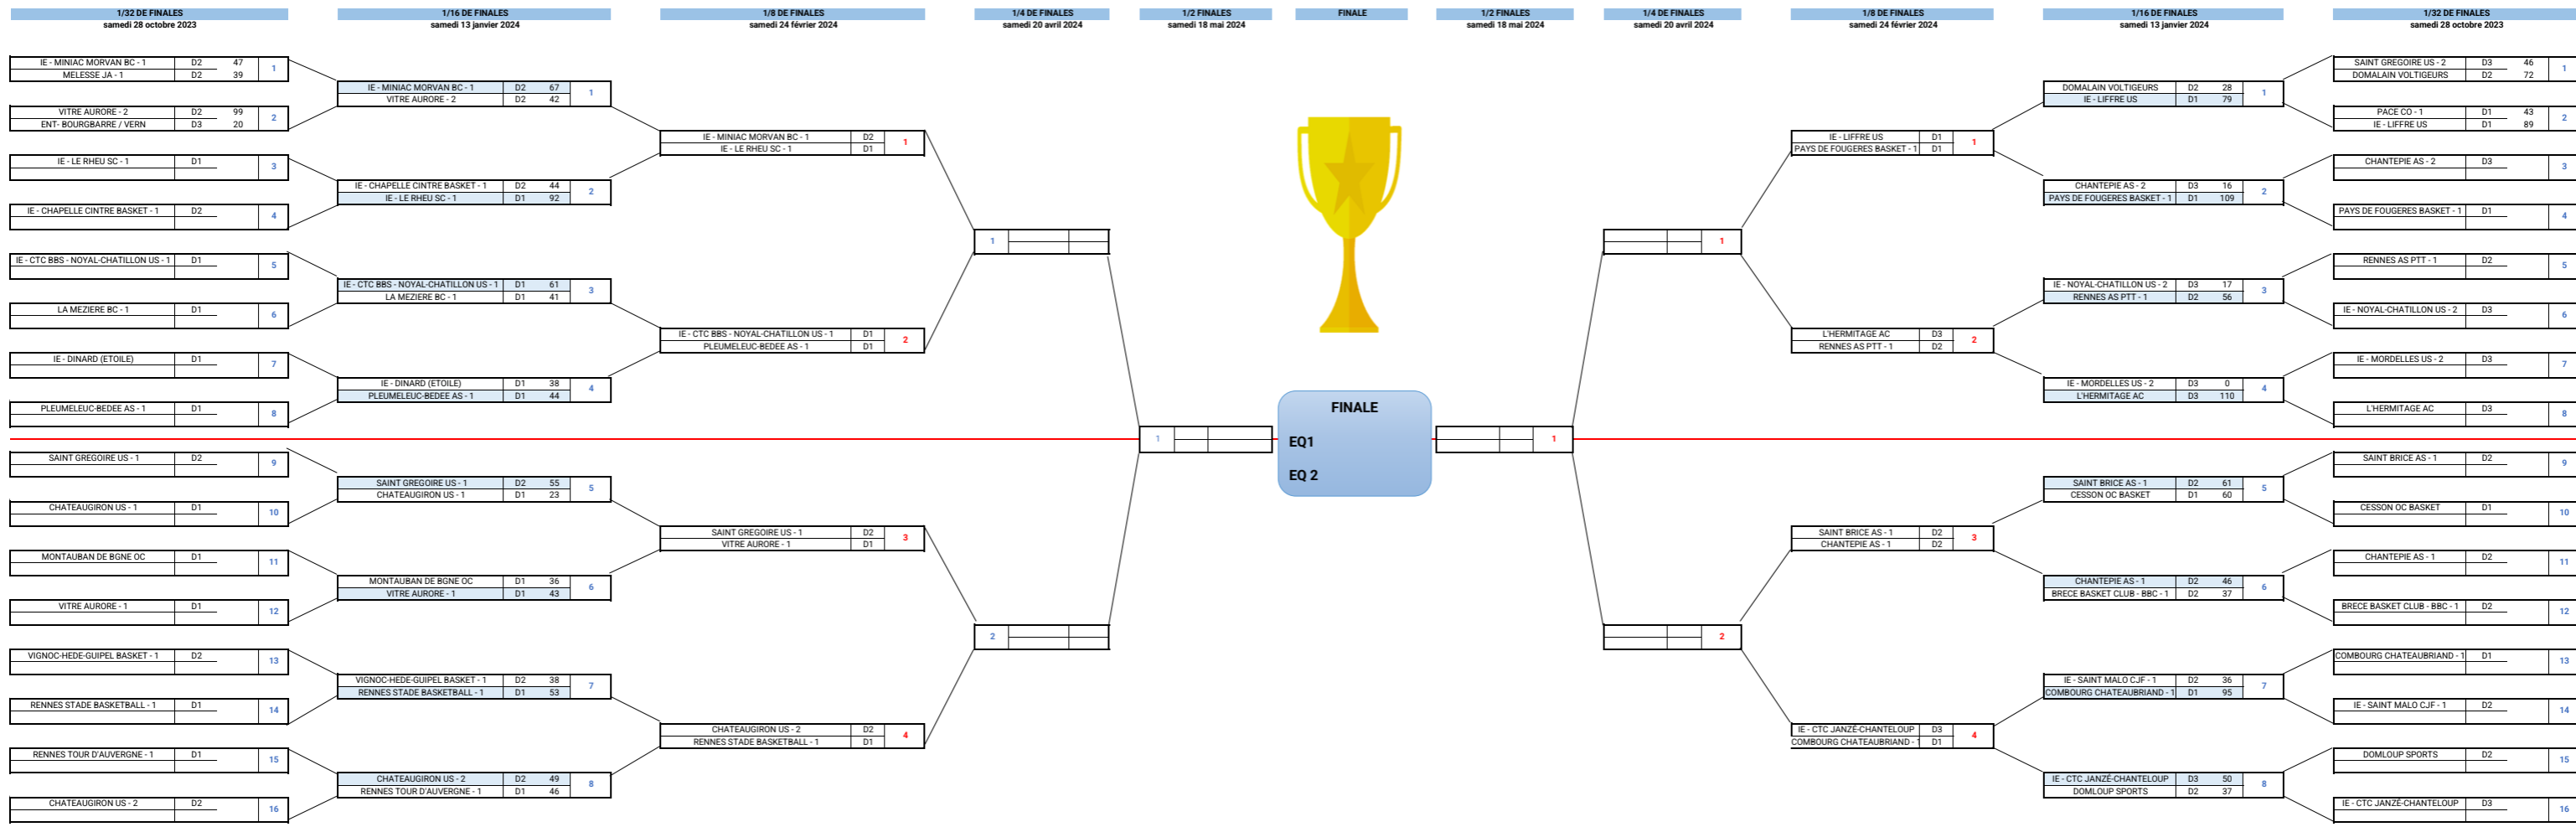 1/32 DE FINALES
samedi 28 octobre 2023
IE - MINIAC MORVAN BC - 1 D2 47 1
MELESSE JA - 1 D2 39
VITRE AURORE - 2 D2 99 2
ENT- BOURGBARRE / VERN D3 20
IE - LE RHEU SC - 1 D1 3
IE - CHAPELLE CINTRE BASKET - 1 D2 4
IE - CTC BBS - NOYAL-CHATILLON US - 1 D1 5
LA MEZIERE BC - 1 D1 6
IE - DINARD (ETOILE) D1 7
PLEUMELEUC-BEDEE AS - 1 D1 8
SAINT GREGOIRE US - 1 D2 9
CHATEAUGIRON US - 1 D1 10
MONTAUBAN DE BGNE OC D1 11
VITRE AURORE - 1 D1 12
VIGNOC-HEDE-GUIPEL BASKET - 1 D2 13
RENNES STADE BASKETBALL - 1 D1 14
RENNES TOUR D'AUVERGNE - 1 D1 15
CHATEAUGIRON US - 2 D2 16
1/16 DE FINALES
samedi 13 janvier 2024
IE - MINIAC MORVAN BC - 1 D2 67 1
VITRE AURORE - 2 D2 42
IE - CHAPELLE CINTRE BASKET - 1 D2 44 2
IE - LE RHEU SC - 1 D1 92
IE - CTC BBS - NOYAL-CHATILLON US - 1 D1 61 3
LA MEZIERE BC - 1 D1 41
IE - DINARD (ETOILE) D1 38 4
PLEUMELEUC-BEDEE AS - 1 D1 44
SAINT GREGOIRE US - 1 D2 55 5
CHATEAUGIRON US - 1 D1 23
MONTAUBAN DE BGNE OC D1 36 6
VITRE AURORE - 1 D1 43
VIGNOC-HEDE-GUIPEL BASKET - 1 D2 38 7
RENNES STADE BASKETBALL - 1 D1 53
CHATEAUGIRON US - 2 D2 49 8
RENNES TOUR D'AUVERGNE - 1 D1 46
1/8 DE FINALES
samedi 24 février 2024
IE - MINIAC MORVAN BC - 1 D2 1
IE - LE RHEU SC - 1 D1
IE - CTC BBS - NOYAL-CHATILLON US - 1 D1 2
PLEUMELEUC-BEDEE AS - 1 D1
SAINT GREGOIRE US - 1 D2 3
VITRE AURORE - 1 D1
CHATEAUGIRON US - 2 D2 4
RENNES STADE BASKETBALL - 1 D1
1/4 DE FINALES
samedi 20 avril 2024
1
2
1/2 FINALES
samedi 18 mai 2024
1
FINALE
FINALE
EQ1
EQ 2
1/2 FINALES
samedi 18 mai 2024
1
1/4 DE FINALES
samedi 20 avril 2024
1
2
1/8 DE FINALES
samedi 24 février 2024
IE - LIFFRE US D1 1
PAYS DE FOUGERES BASKET - 1 D1
L'HERMITAGE AC D3 2
RENNES AS PTT - 1 D2
SAINT BRICE AS - 1 D2 3
CHANTEPIE AS - 1 D2
IE - CTC JANZÉ-CHANTELOUP D3 4
COMBOURG CHATEAUBRIAND - 1 D1
1/16 DE FINALES
samedi 13 janvier 2024
DOMALAIN VOLTIGEURS D2 28 1
IE - LIFFRE US D1 79
CHANTEPIE AS - 2 D3 16 2
PAYS DE FOUGERES BASKET - 1 D1 109
IE - NOYAL-CHATILLON US - 2 D3 17 3
RENNES AS PTT - 1 D2 56
IE - MORDELLES US - 2 D3 0 4
L'HERMITAGE AC D3 110
SAINT BRICE AS - 1 D2 61 5
CESSON OC BASKET D1 60
CHANTEPIE AS - 1 D2 46 6
BRECE BASKET CLUB - BBC - 1 D2 37
IE - SAINT MALO CJF - 1 D2 36 7
COMBOURG CHATEAUBRIAND - 1 D1 95
IE - CTC JANZÉ-CHANTELOUP D3 50 8
DOMLOUP SPORTS D2 37
1/32 DE FINALES
samedi 28 octobre 2023
SAINT GREGOIRE US - 2 D3 46 1
DOMALAIN VOLTIGEURS D2 72
PACE CO - 1 D1 43 2
IE - LIFFRE US D1 89
CHANTEPIE AS - 2 D3 3
PAYS DE FOUGERES BASKET - 1 D1 4
RENNES AS PTT - 1 D2 5
IE - NOYAL-CHATILLON US - 2 D3 6
IE - MORDELLES US - 2 D3 7
L'HERMITAGE AC D3 8
SAINT BRICE AS - 1 D2 9
CESSON OC BASKET D1 10
CHANTEPIE AS - 1 D2 11
BRECE BASKET CLUB - BBC - 1 D2 12
COMBOURG CHATEAUBRIAND - 1 D1 13
IE - SAINT MALO CJF - 1 D2 14
DOMLOUP SPORTS D2 15
IE - CTC JANZÉ-CHANTELOUP D3 16